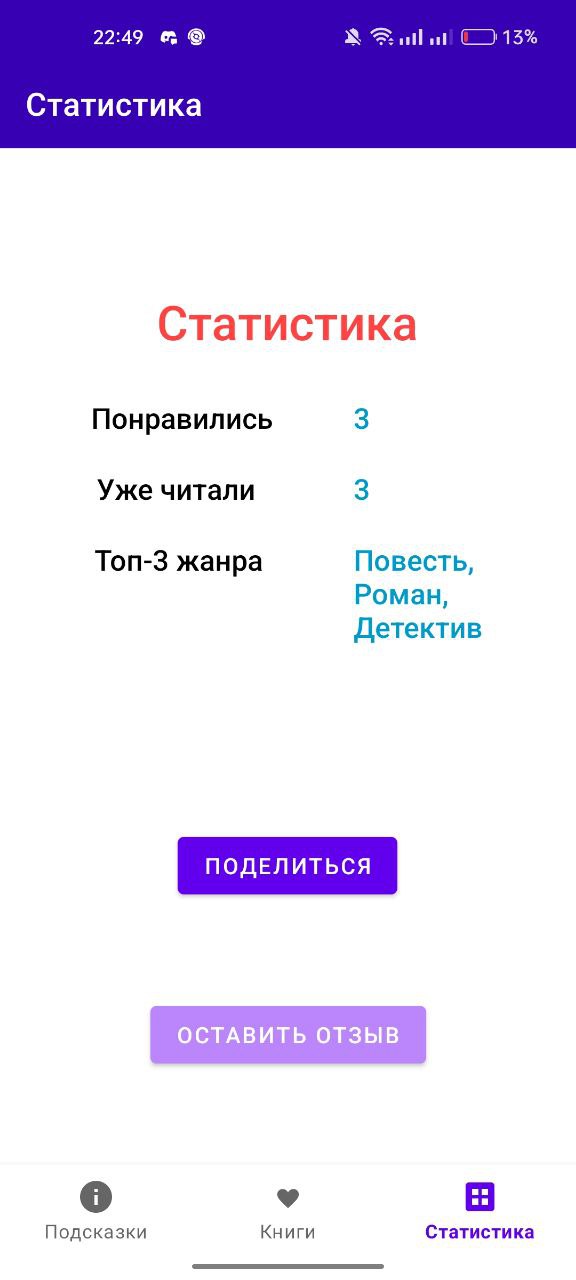 22:49 13%
Статистика
Статистика
Понравились 3
Уже читали 3
Топ-3 жанра Повесть,
Роман,
Детектив
ПОДЕЛИТЬСЯ
ОСТАВИТЬ ОТЗЫВ
Подсказки Книги Статистика